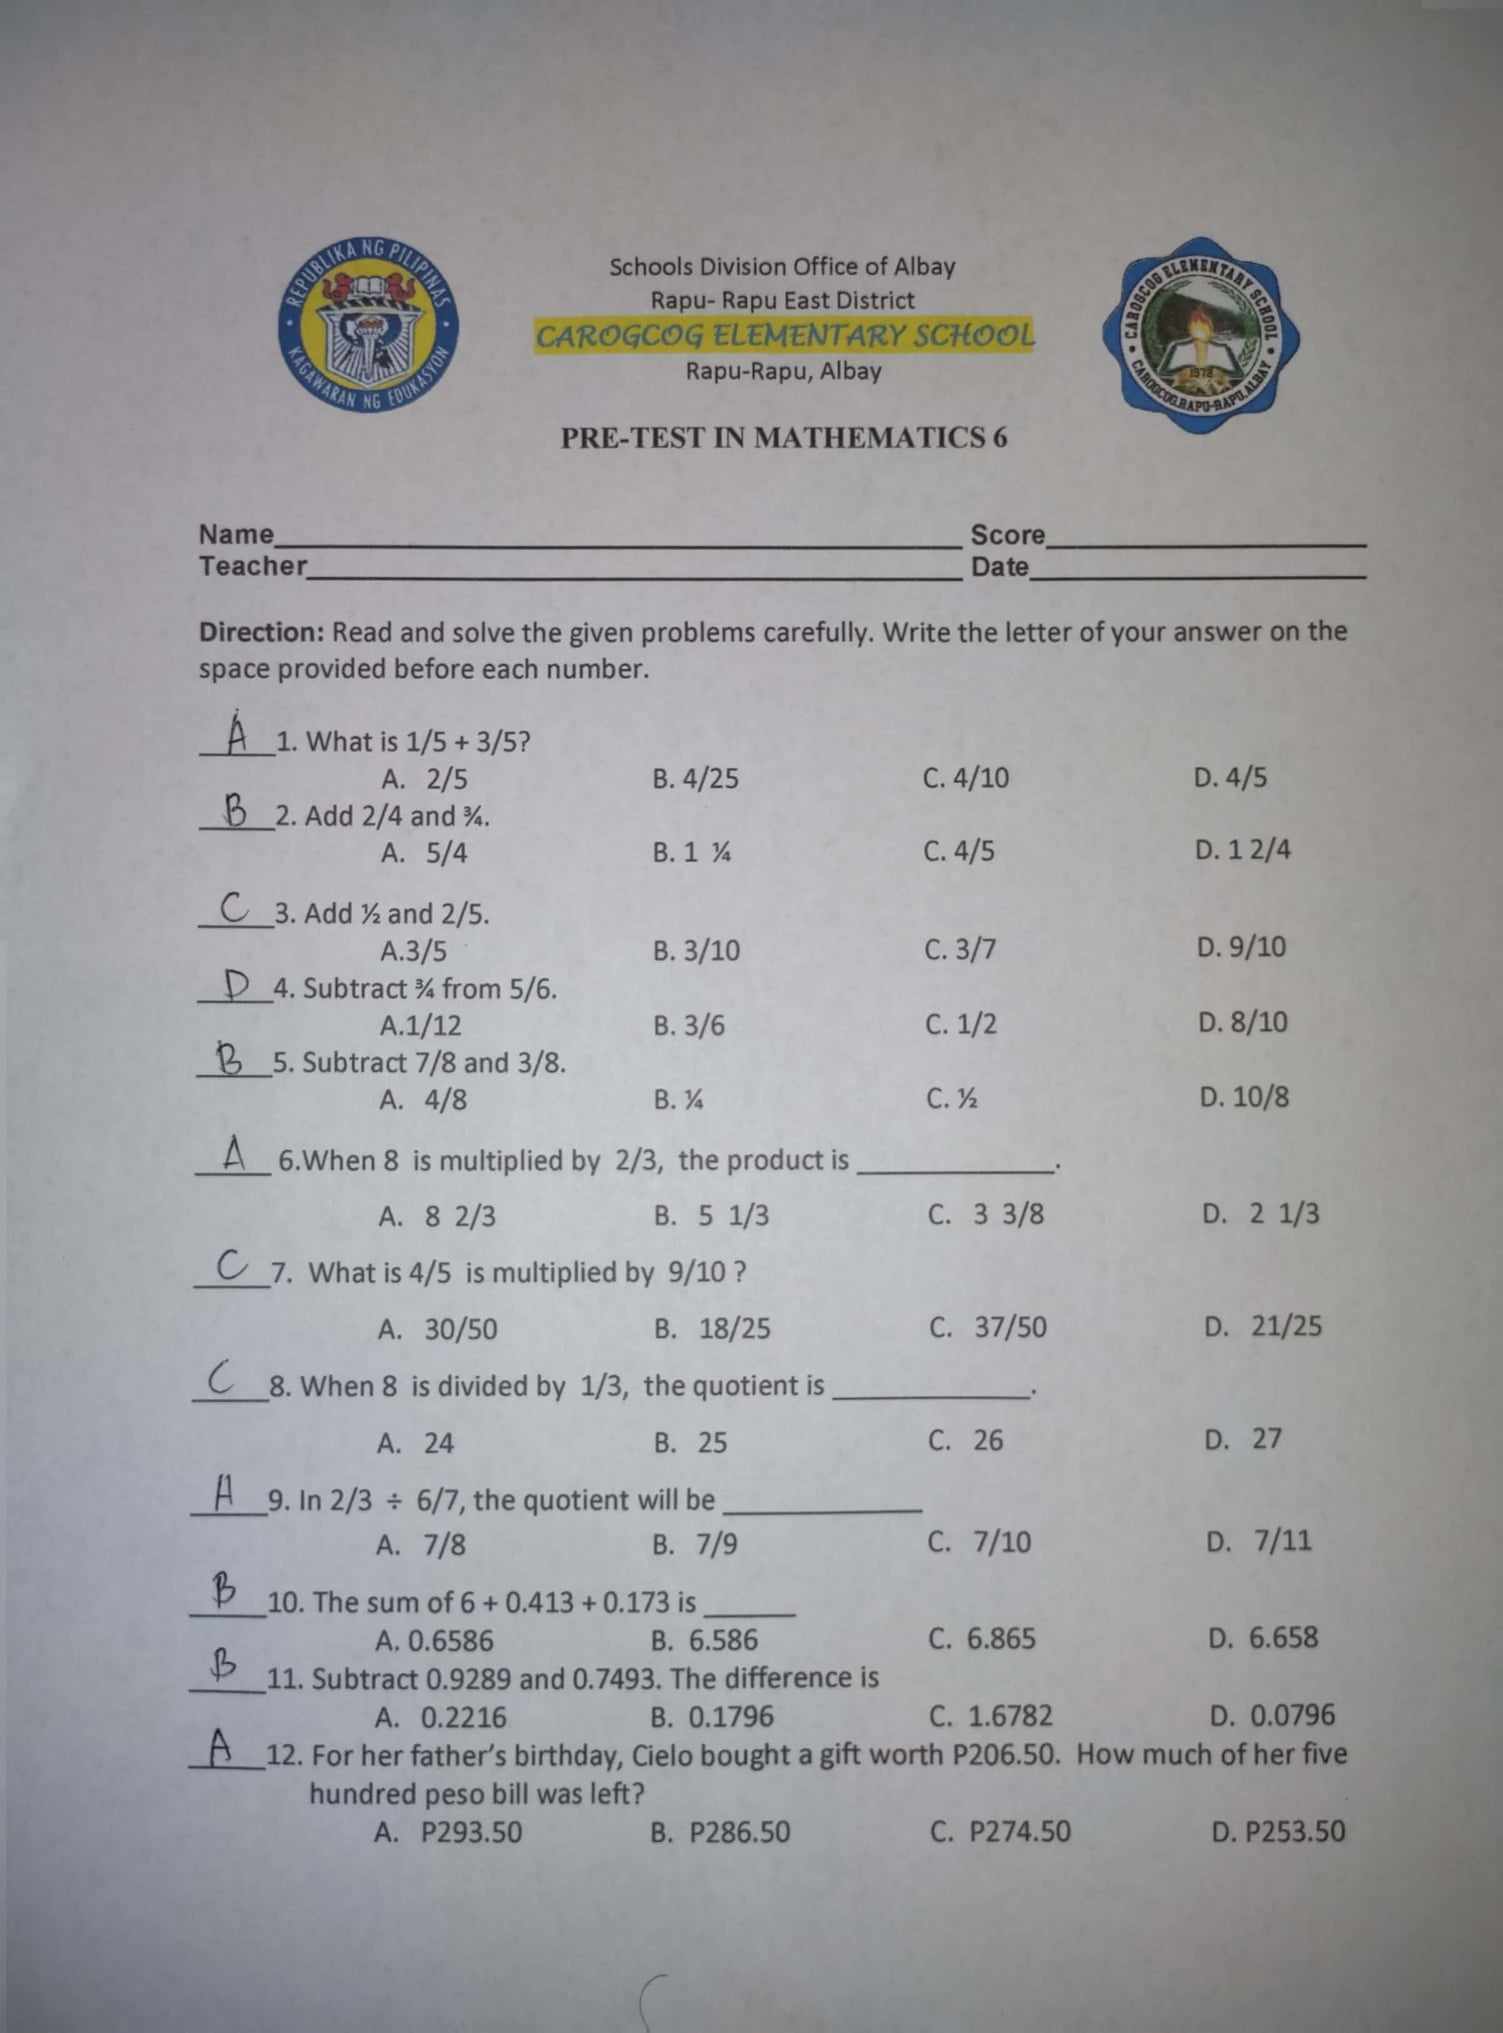 REPUBLIKA NG PILIPINAS
KAGAWARAN NG EDUKASYON
Schools Division Office of Albay
Rapu- Rapu East District
CAROGCOG ELEMENTARY SCHOOL
Rapu-Rapu, Albay
CAROGCOG ELEMENTARY SCHOOL
1972
CAROGCOG,RAPU-RAPU,ALBAY
PRE-TEST IN MATHEMATICS 6
Name Score
Teacher Date
Direction: Read and solve the given problems carefully. Write the letter of your answer on the
space provided before each number.
A 1. What is 1/5 + 3/5?
A. 2/5 B. 4/25 C. 4/10 D. 4/5
B 2. Add 2/4 and ¾.
A. 5/4 B. 1 ¼ C. 4/5 D. 1 2/4
C 3. Add ½ and 2/5.
A.3/5 B. 3/10 C. 3/7 D. 9/10
D 4. Subtract ¾ from 5/6.
A.1/12 B. 3/6 C. 1/2 D. 8/10
B 5. Subtract 7/8 and 3/8.
A. 4/8 B. ¼ C. ½ D. 10/8
A 6.When 8 is multiplied by 2/3, the product is ______________.
A. 8 2/3 B. 5 1/3 C. 3 3/8 D. 2 1/3
C 7. What is 4/5 is multiplied by 9/10 ?
A. 30/50 B. 18/25 C. 37/50 D. 21/25
C 8. When 8 is divided by 1/3, the quotient is ______________.
A. 24 B. 25 C. 26 D. 27
A 9. In 2/3 ÷ 6/7, the quotient will be ______________
A. 7/8 B. 7/9 C. 7/10 D. 7/11
B 10. The sum of 6 + 0.413 + 0.173 is ______
A. 0.6586 B. 6.586 C. 6.865 D. 6.658
B 11. Subtract 0.9289 and 0.7493. The difference is
A. 0.2216 B. 0.1796 C. 1.6782 D. 0.0796
A 12. For her father's birthday, Cielo bought a gift worth P206.50. How much of her five
hundred peso bill was left?
A. P293.50 B. P286.50 C. P274.50 D. P253.50